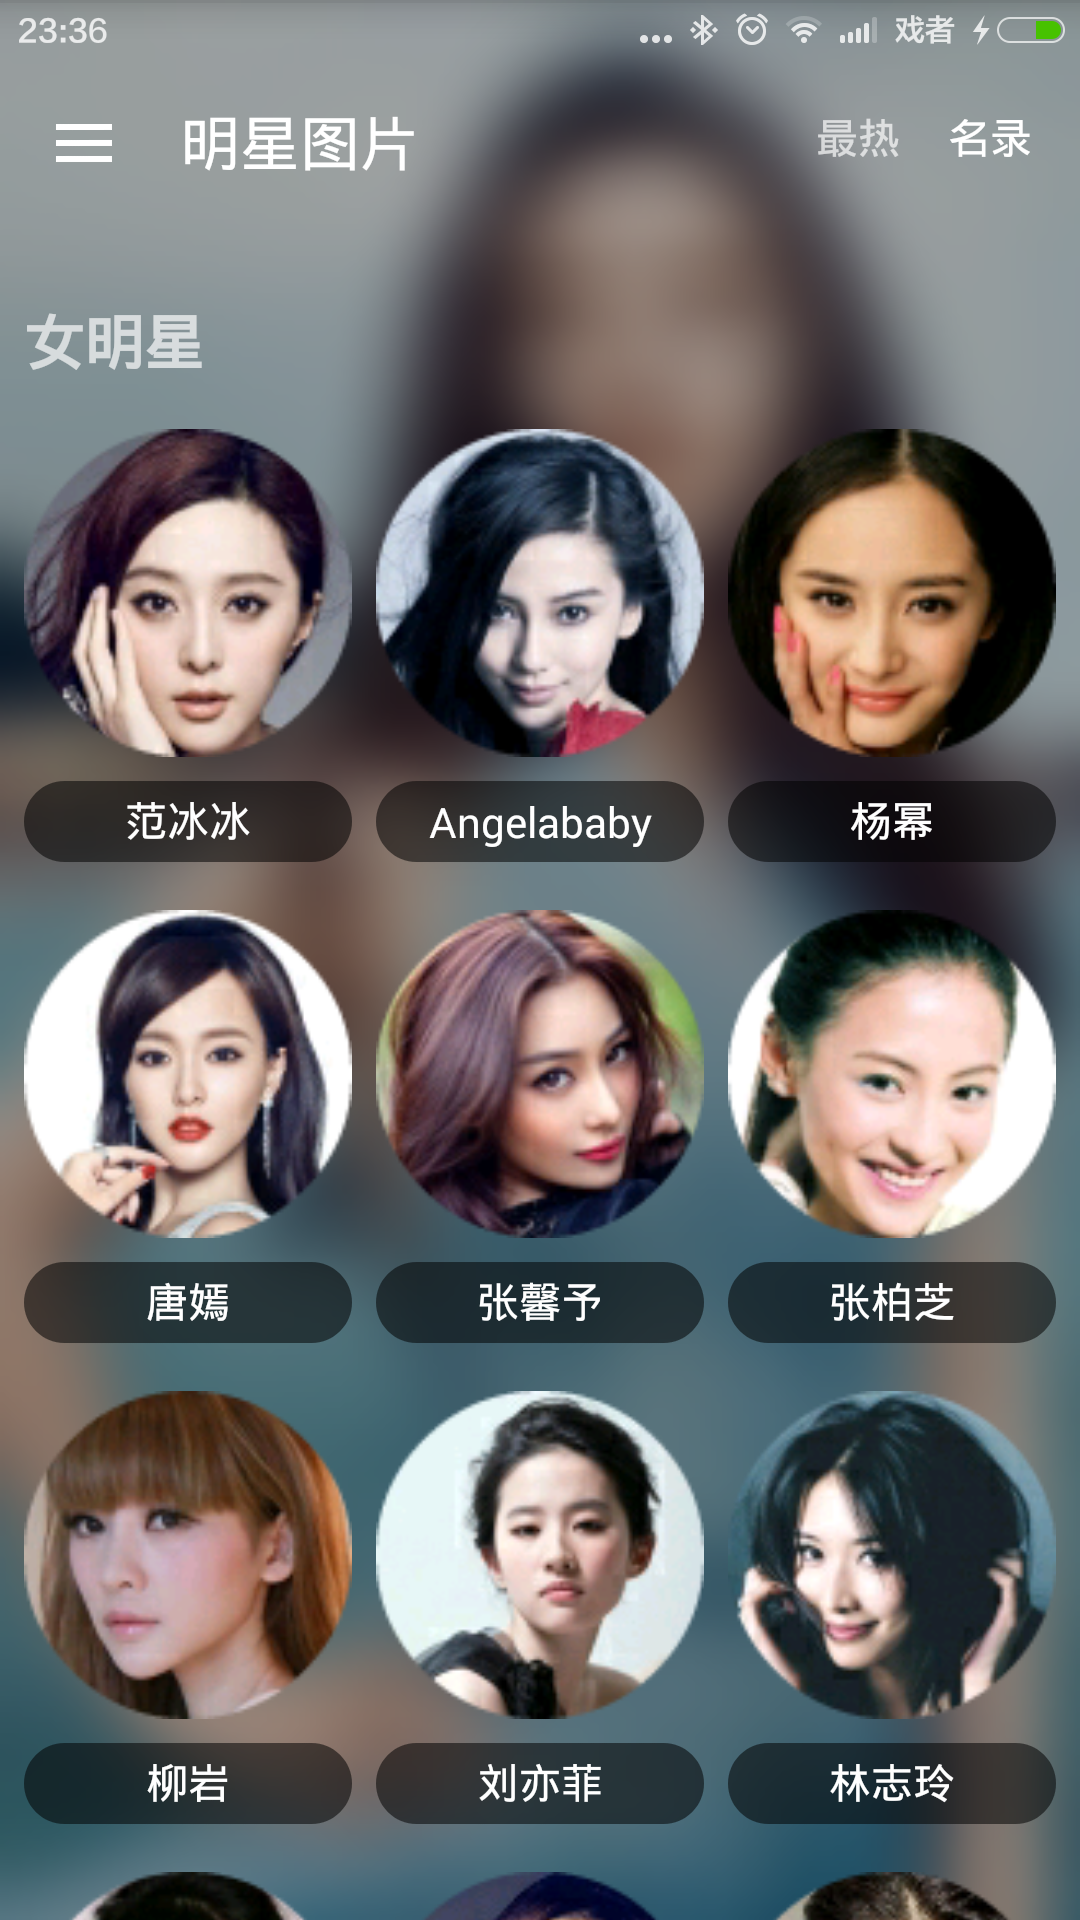 23:36 戏者
明星图片 最热 名录
女明星
范冰冰 Angelababy 杨幂
唐嫣 张馨予 张柏芝
柳岩 刘亦菲 林志玲